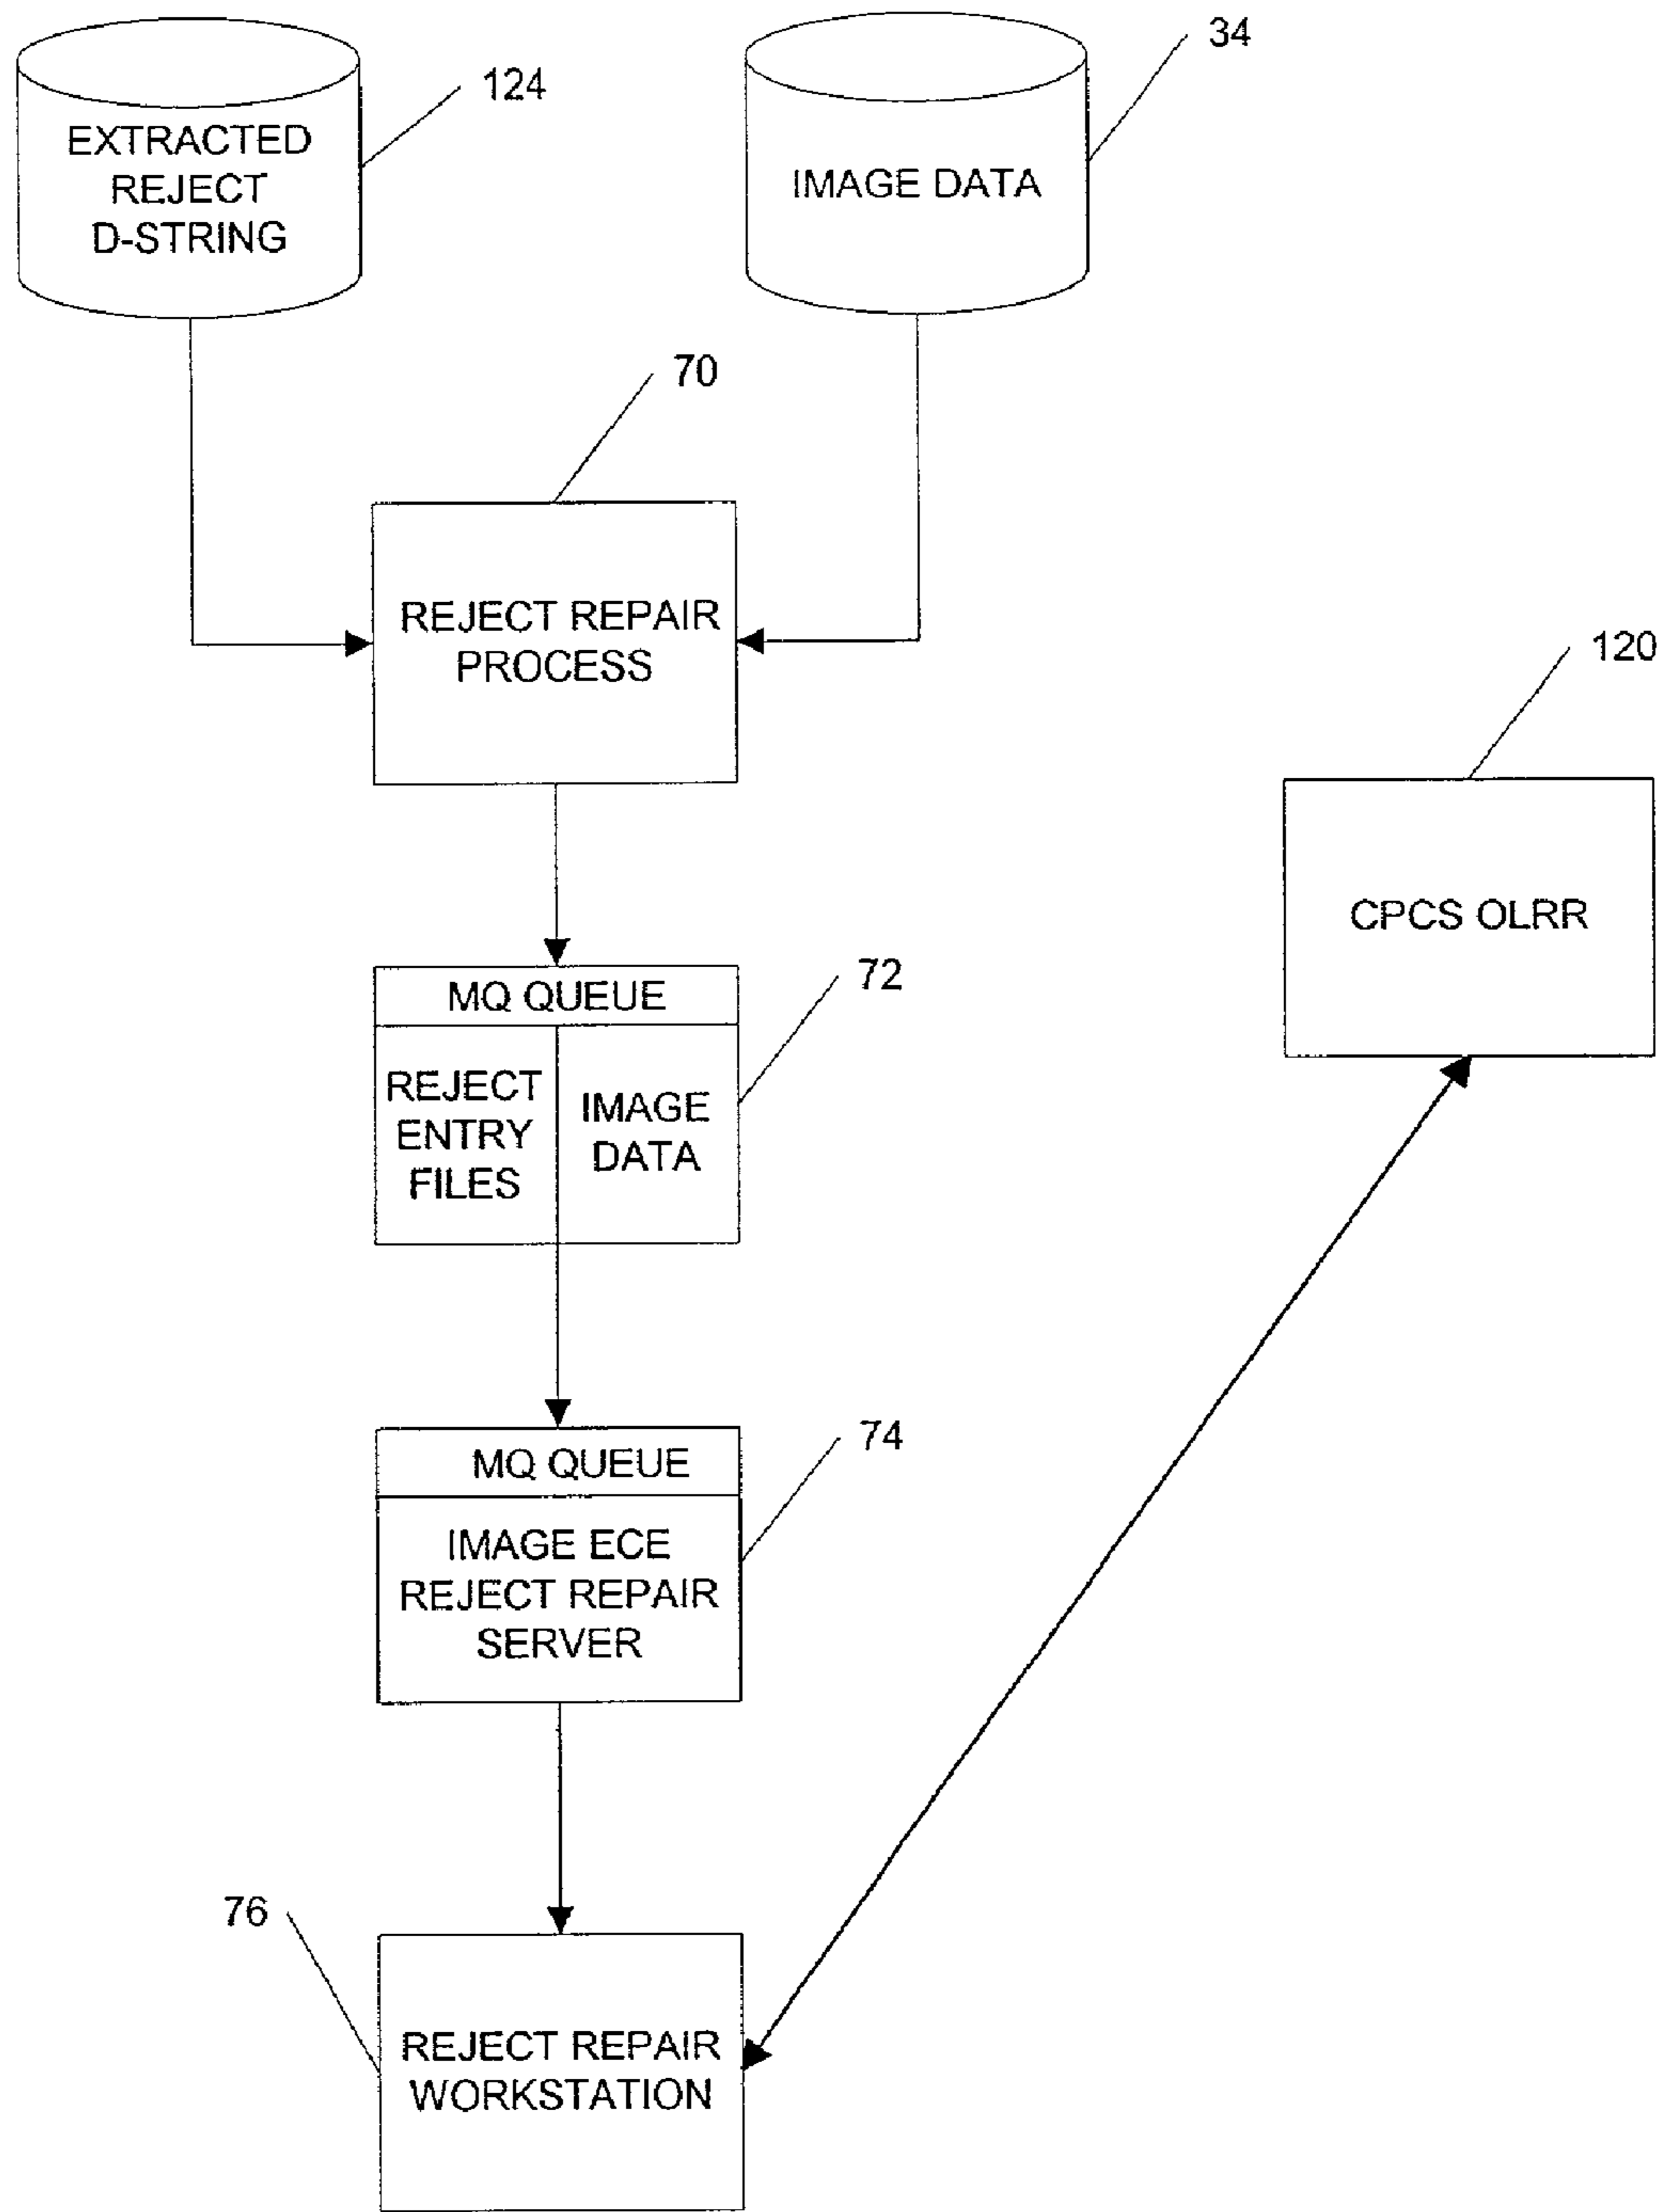 34
124
EXTRACTED
REJECT
D-STRING
IMAGE DATA
70
REJECT REPAIR
PROCESS
120
CPCS OLRR
72
MQ QUEUE
REJECT
ENTRY
FILES
IMAGE
DATA
74
MQ QUEUE
IMAGE ECE
REJECT REPAIR
SERVER
76
REJECT REPAIR
WORKSTATION